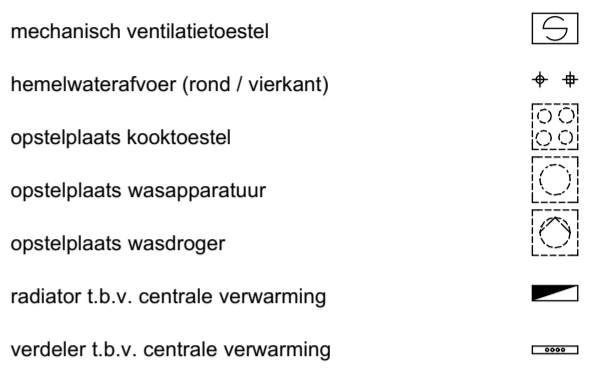 mechanisch ventilatietoestel
hemelwaterafvoer (rond / vierkant)
opstelplaats kooktoestel
opstelplaats wasapparatuur
opstelplaats wasdroger
radiator t.b.v. centrale verwarming
verdeler t.b.v. centrale verwarming